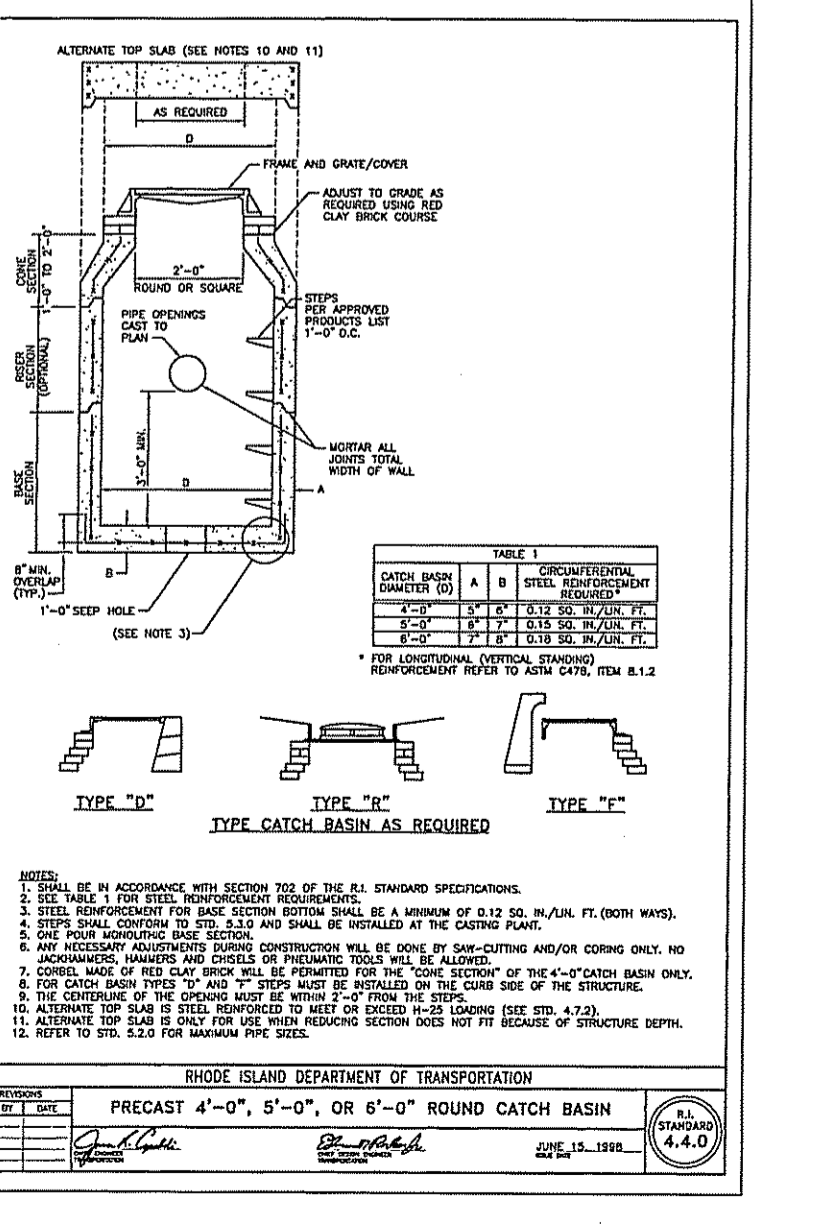 ALTERNATE TOP SLAB (SEE NOTES 10 AND 11)
AS REQUIRED
D
FRAME AND GRATE/COVER
ADJUST TO GRADE AS
REQUIRED USING RED
CLAY BRICK COURSE
CONE
SECTION
1'-0" TO 2'-0"
2'-0"
ROUND OR SQUARE
STEPS
PER APPROVED
PRODUCTS LIST
1'-0" O.C.
PIPE OPENINGS
CAST TO
PLAN
RISER
SECTION
(OPTIONAL)
3'-0" MIN.
MORTAR ALL
JOINTS TOTAL
WIDTH OF WALL
BASE
SECTION
D
A
8" MIN.
OVERLAP
(TYP.)
B
1'-0" SEEP HOLE
(SEE NOTE 3)
TABLE 1
CATCH BASIN DIAMETER (D) A B CIRCUMFERENTIAL STEEL REINFORCEMENT REQUIRED*
4'-0" 5" 6" 0.12 SQ. IN./LIN. FT.
5'-0" 6" 7" 0.15 SQ. IN./LIN. FT.
6'-0" 7" 8" 0.18 SQ. IN./LIN. FT.
* FOR LONGITUDINAL (VERTICAL STANDING)
REINFORCEMENT REFER TO ASTM C478, ITEM 8.1.2
TYPE "D"
TYPE "R"
TYPE "F"
TYPE CATCH BASIN AS REQUIRED
NOTES:
1. SHALL BE IN ACCORDANCE WITH SECTION 702 OF THE R.I. STANDARD SPECIFICATIONS.
2. SEE TABLE 1 FOR STEEL REINFORCEMENT REQUIREMENTS.
3. STEEL REINFORCEMENT FOR BASE SECTION BOTTOM SHALL BE A MINIMUM OF 0.12 SQ. IN./LIN. FT. (BOTH WAYS).
4. STEPS SHALL CONFORM TO STD. 5.3.0 AND SHALL BE INSTALLED AT THE CASTING PLANT.
5. ONE POUR MONOLITHIC BASE SECTION.
6. ANY NECESSARY ADJUSTMENTS DURING CONSTRUCTION WILL BE DONE BY SAW-CUTTING AND/OR CORING ONLY. NO
JACKHAMMERS, HAMMERS AND CHISELS OR PNEUMATIC TOOLS WILL BE ALLOWED.
7. CORBEL MADE OF RED CLAY BRICK WILL BE PERMITTED FOR THE "CONE SECTION" OF THE 4'-0" CATCH BASIN ONLY.
8. FOR CATCH BASIN TYPES "D" AND "F" STEPS MUST BE INSTALLED ON THE CURB SIDE OF THE STRUCTURE.
9. THE CENTERLINE OF THE OPENING MUST BE WITHIN 2'-0" FROM THE STEPS.
10. ALTERNATE TOP SLAB IS STEEL REINFORCED TO MEET OR EXCEED H-25 LOADING (SEE STD. 4.7.2).
11. ALTERNATE TOP SLAB IS ONLY FOR USE WHEN REDUCING SECTION DOES NOT FIT BECAUSE OF STRUCTURE DEPTH.
12. REFER TO STD. 5.2.0 FOR MAXIMUM PIPE SIZES.
RHODE ISLAND DEPARTMENT OF TRANSPORTATION
REVISIONS
BY DATE
PRECAST 4'-0", 5'-0", OR 6'-0" ROUND CATCH BASIN
CHIEF ENGINEER
TRANSPORTATION
CHIEF DESIGN ENGINEER
TRANSPORTATION
JUNE 15, 1998
ISSUE DATE
R.I.
STANDARD
4.4.0